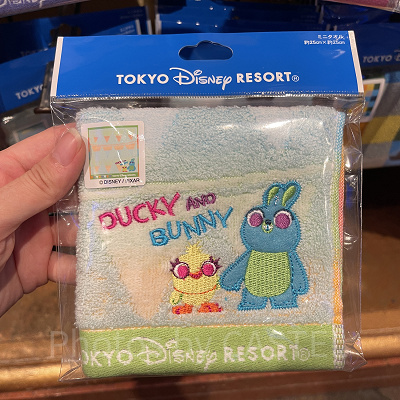 ミニタオル
約25cm×約25cm
TOKYO Disney RESORT®
© DISNEY / PIXAR
DUCKY AND
BUNNY
TOKYO Disney RESORT®